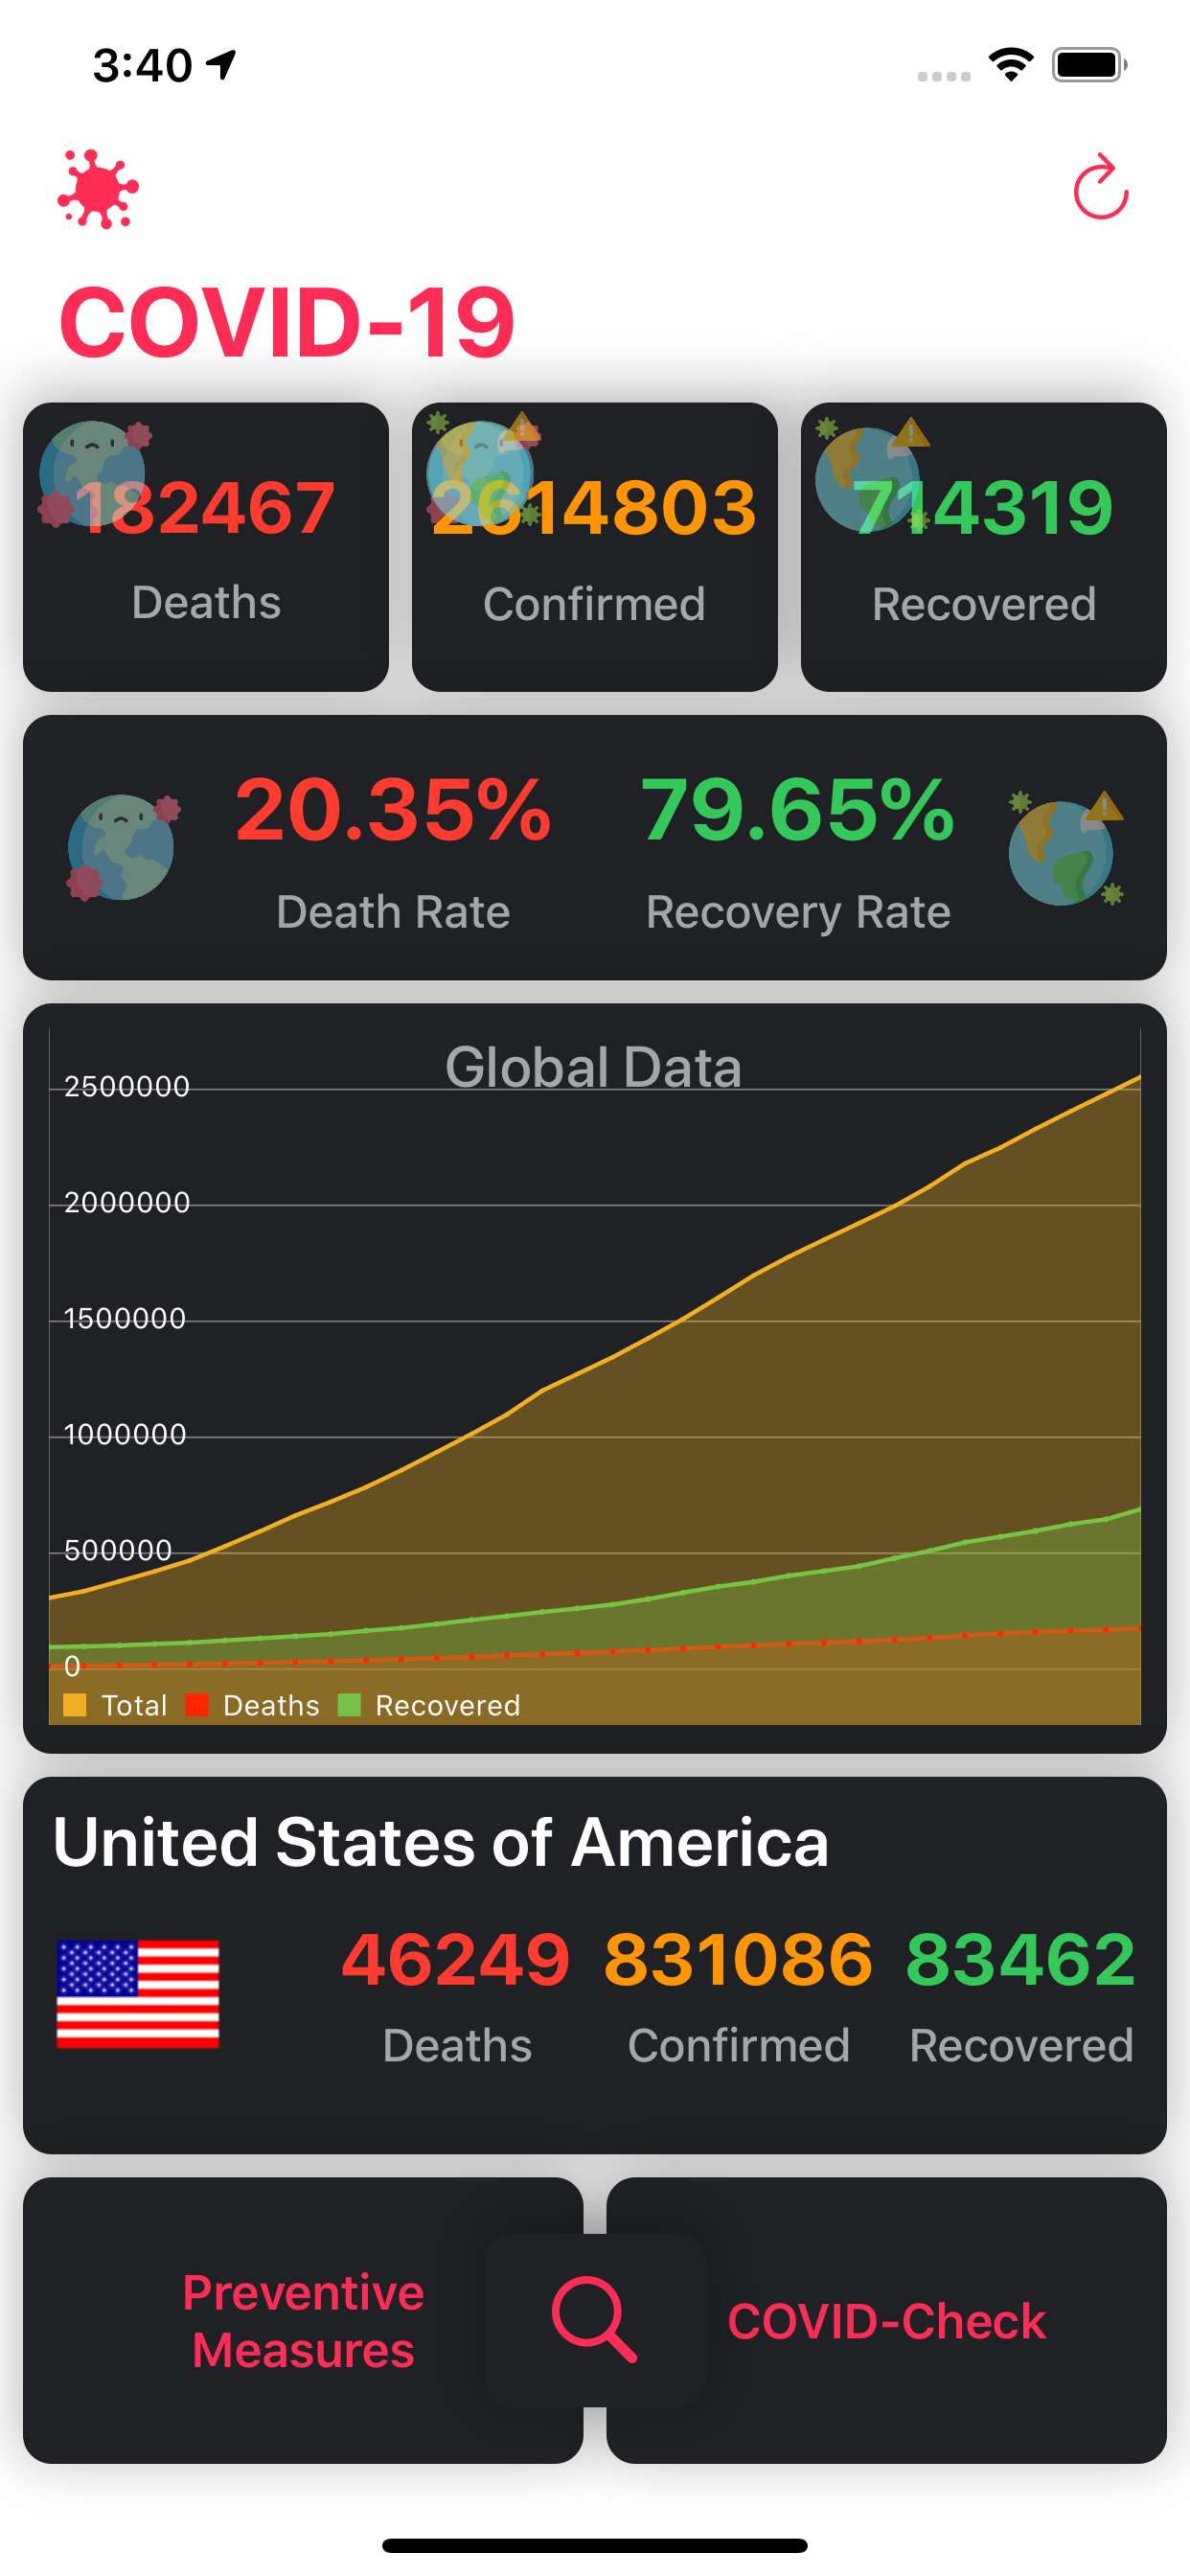 3:40
COVID-19
182467
Deaths
2614803
Confirmed
714319
Recovered
20.35%
Death Rate
79.65%
Recovery Rate
Global Data
2500000
2000000
1500000
1000000
500000
0
Total Deaths Recovered
United States of America
46249 831086 83462
Deaths Confirmed Recovered
Preventive
Measures
COVID-Check